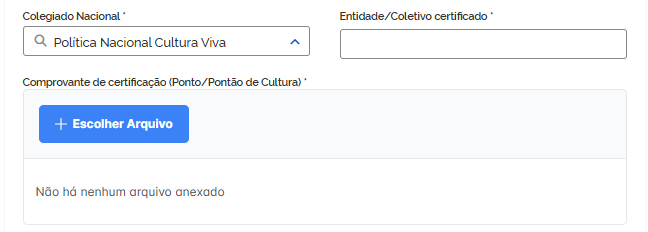 Colegiado Nacional *
Entidade/Coletivo certificado *
Política Nacional Cultura Viva
Comprovante de certificação (Ponto/Pontão de Cultura) *
+ Escolher Arquivo
Não há nenhum arquivo anexado